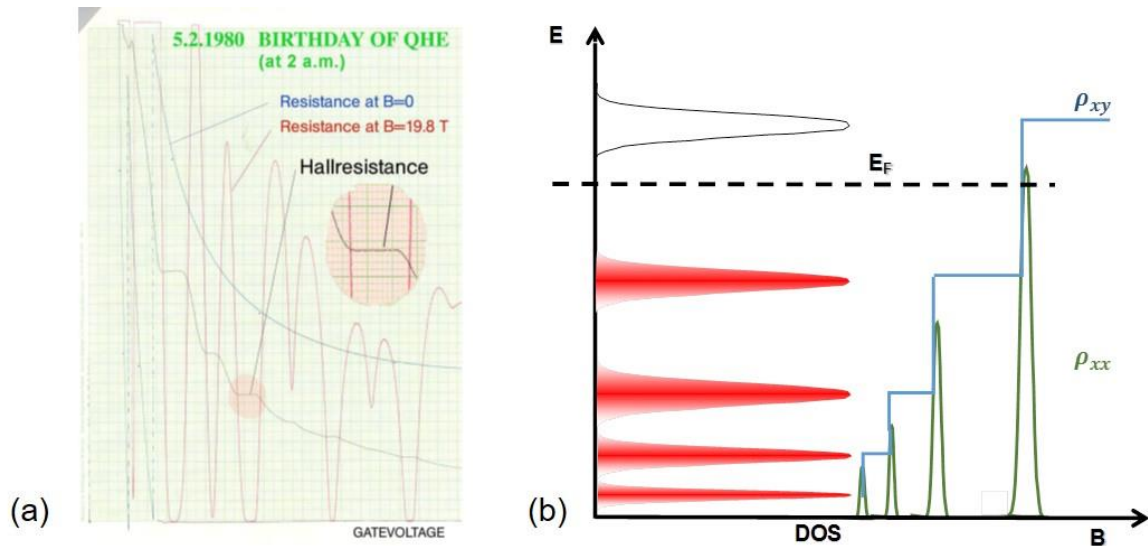 5.2.1980 BIRTHDAY OF QHE
(at 2 a.m.)
Resistance at B=0
Resistance at B=19.8 T
Hallresistance
GATEVOLTAGE
(a)
E
ρxy
EF
ρxx
DOS
B
(b)